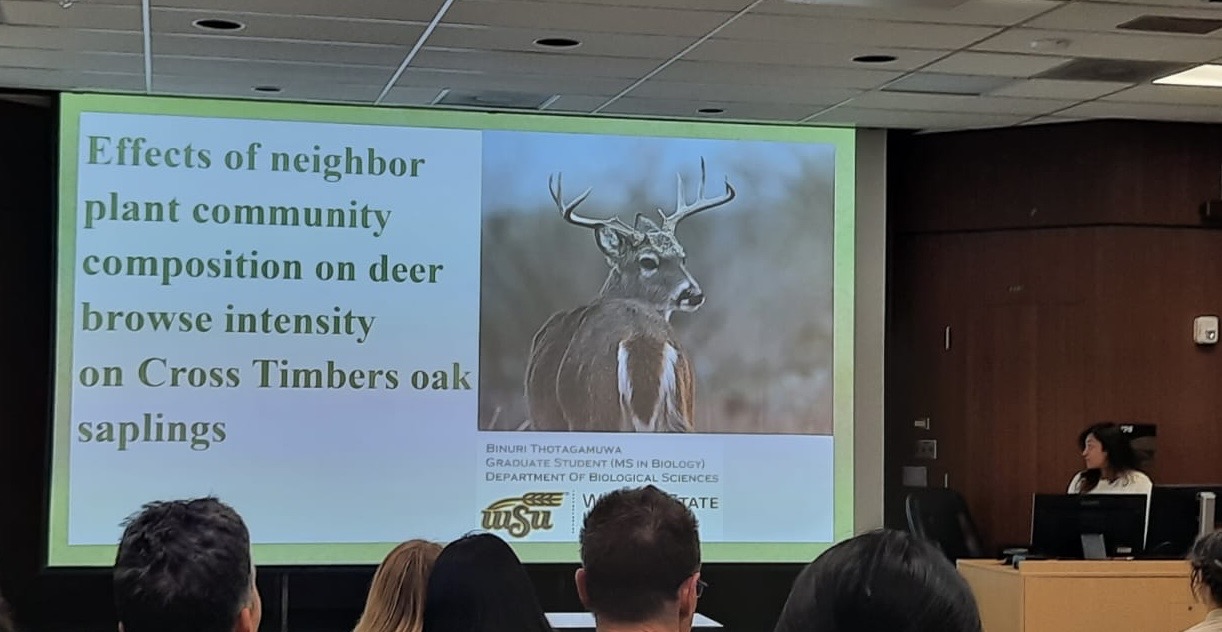 Effects of neighbor
plant community
composition on deer
browse intensity
on Cross Timbers oak
saplings
BINURI THOTAGAMUWA
GRADUATE STUDENT (MS IN BIOLOGY)
DEPARTMENT OF BIOLOGICAL SCIENCES
WSU